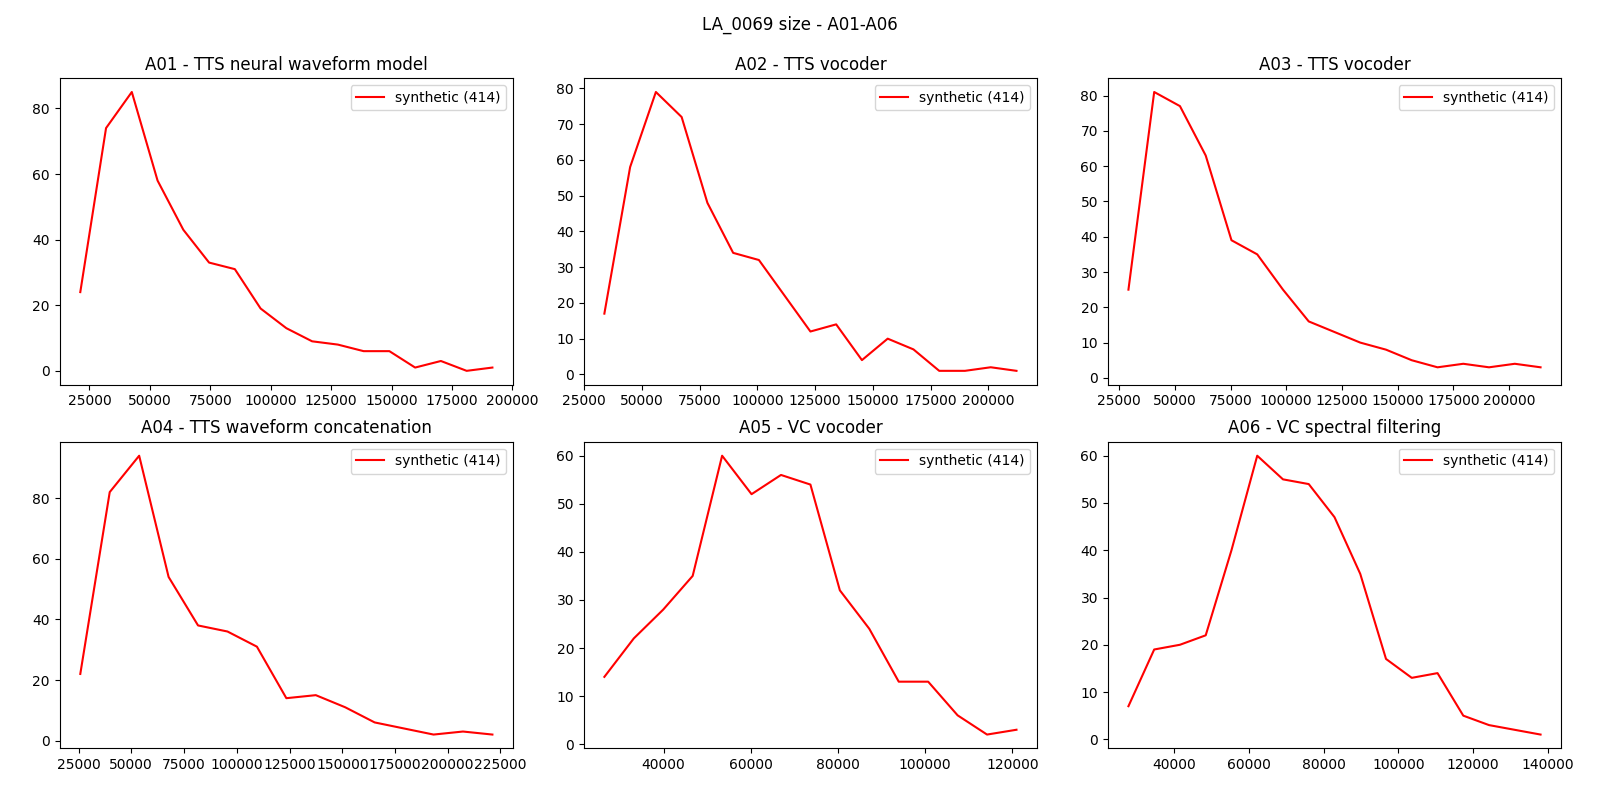 LA_0069 size - A01-A06
A01 - TTS neural waveform model
synthetic (414)
80
60
40
20
0
25000 50000 75000 100000 125000 150000 175000 200000
A02 - TTS vocoder
synthetic (414)
80
70
60
50
40
30
20
10
0
25000 50000 75000 100000 125000 150000 175000 200000
A03 - TTS vocoder
synthetic (414)
80
70
60
50
40
30
20
10
0
25000 50000 75000 100000 125000 150000 175000 200000
A04 - TTS waveform concatenation
synthetic (414)
80
60
40
20
0
25000 50000 75000 100000 125000 150000 175000 200000 225000
A05 - VC vocoder
synthetic (414)
60
50
40
30
20
10
0
40000 60000 80000 100000 120000
A06 - VC spectral filtering
synthetic (414)
60
50
40
30
20
10
0
40000 60000 80000 100000 120000 140000